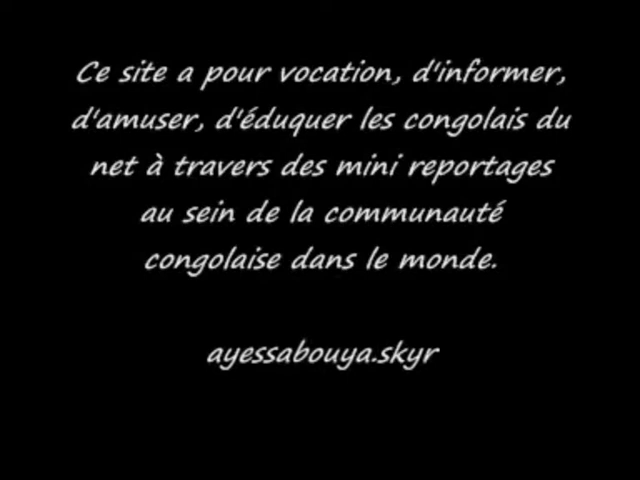 Ce site a pour vocation, d'informer,
d'amuser, d'éduquer les congolais du
net à travers des mini reportages
au sein de la communauté
congolaise dans le monde.
ayessabouya.skyr